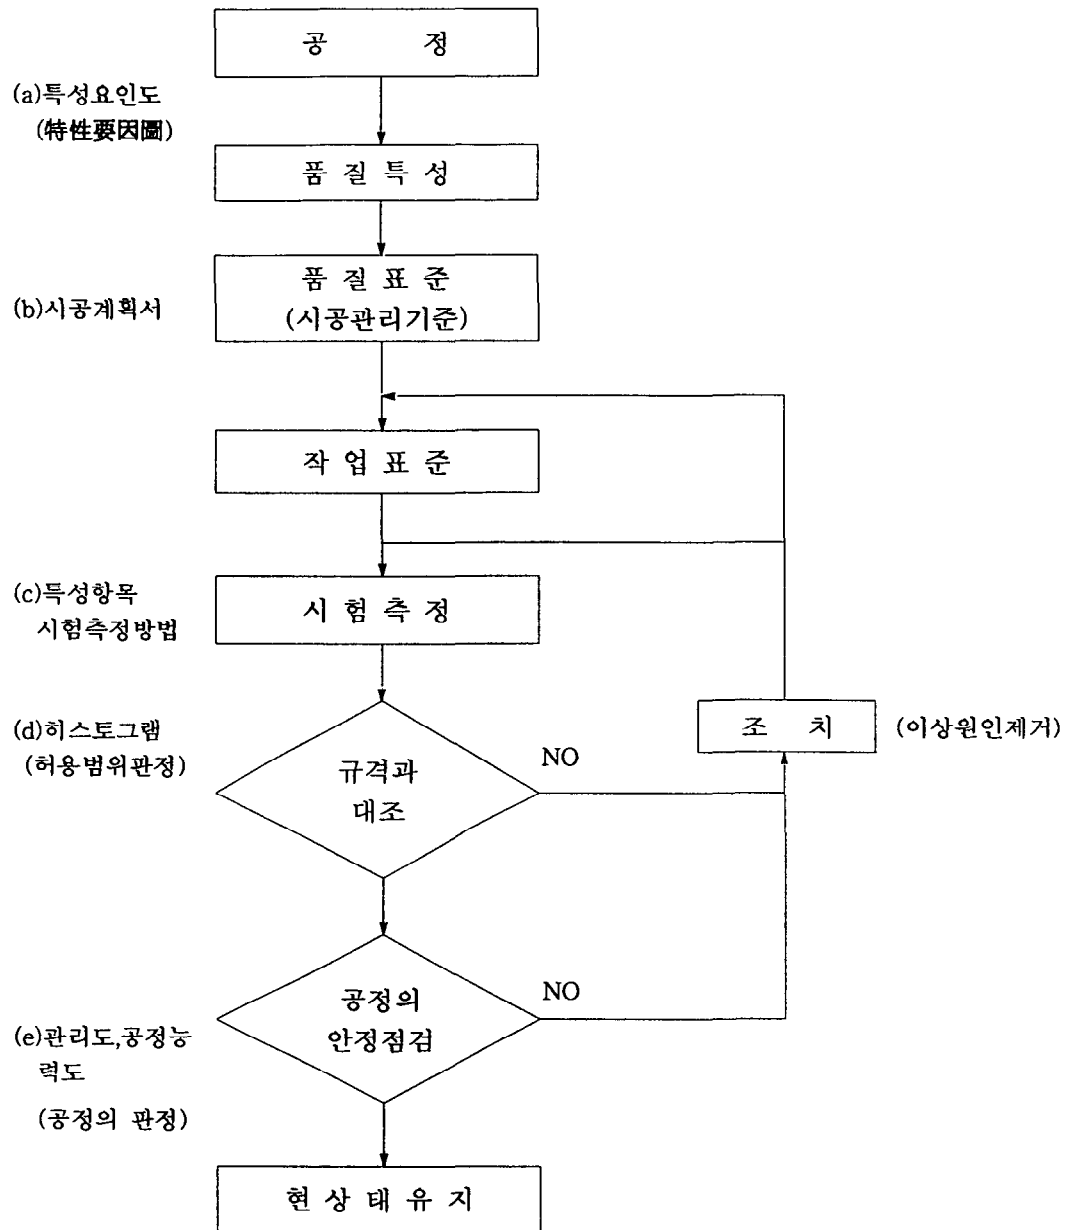 공 정
(a)특성요인도
(特性要因圖)
품 질 특 성
품 질 표 준
(시공관리기준)
(b)시공계획서
작 업 표 준
(c)특성항목
시험측정방법
시 험 측 정
(d)히스토그램
(허용범위판정)
규격과
대조
NO
조 치
(이상원인제거)
공정의
안정점검
NO
(e)관리도,공정능
력도
(공정의 판정)
현 상 태 유 지